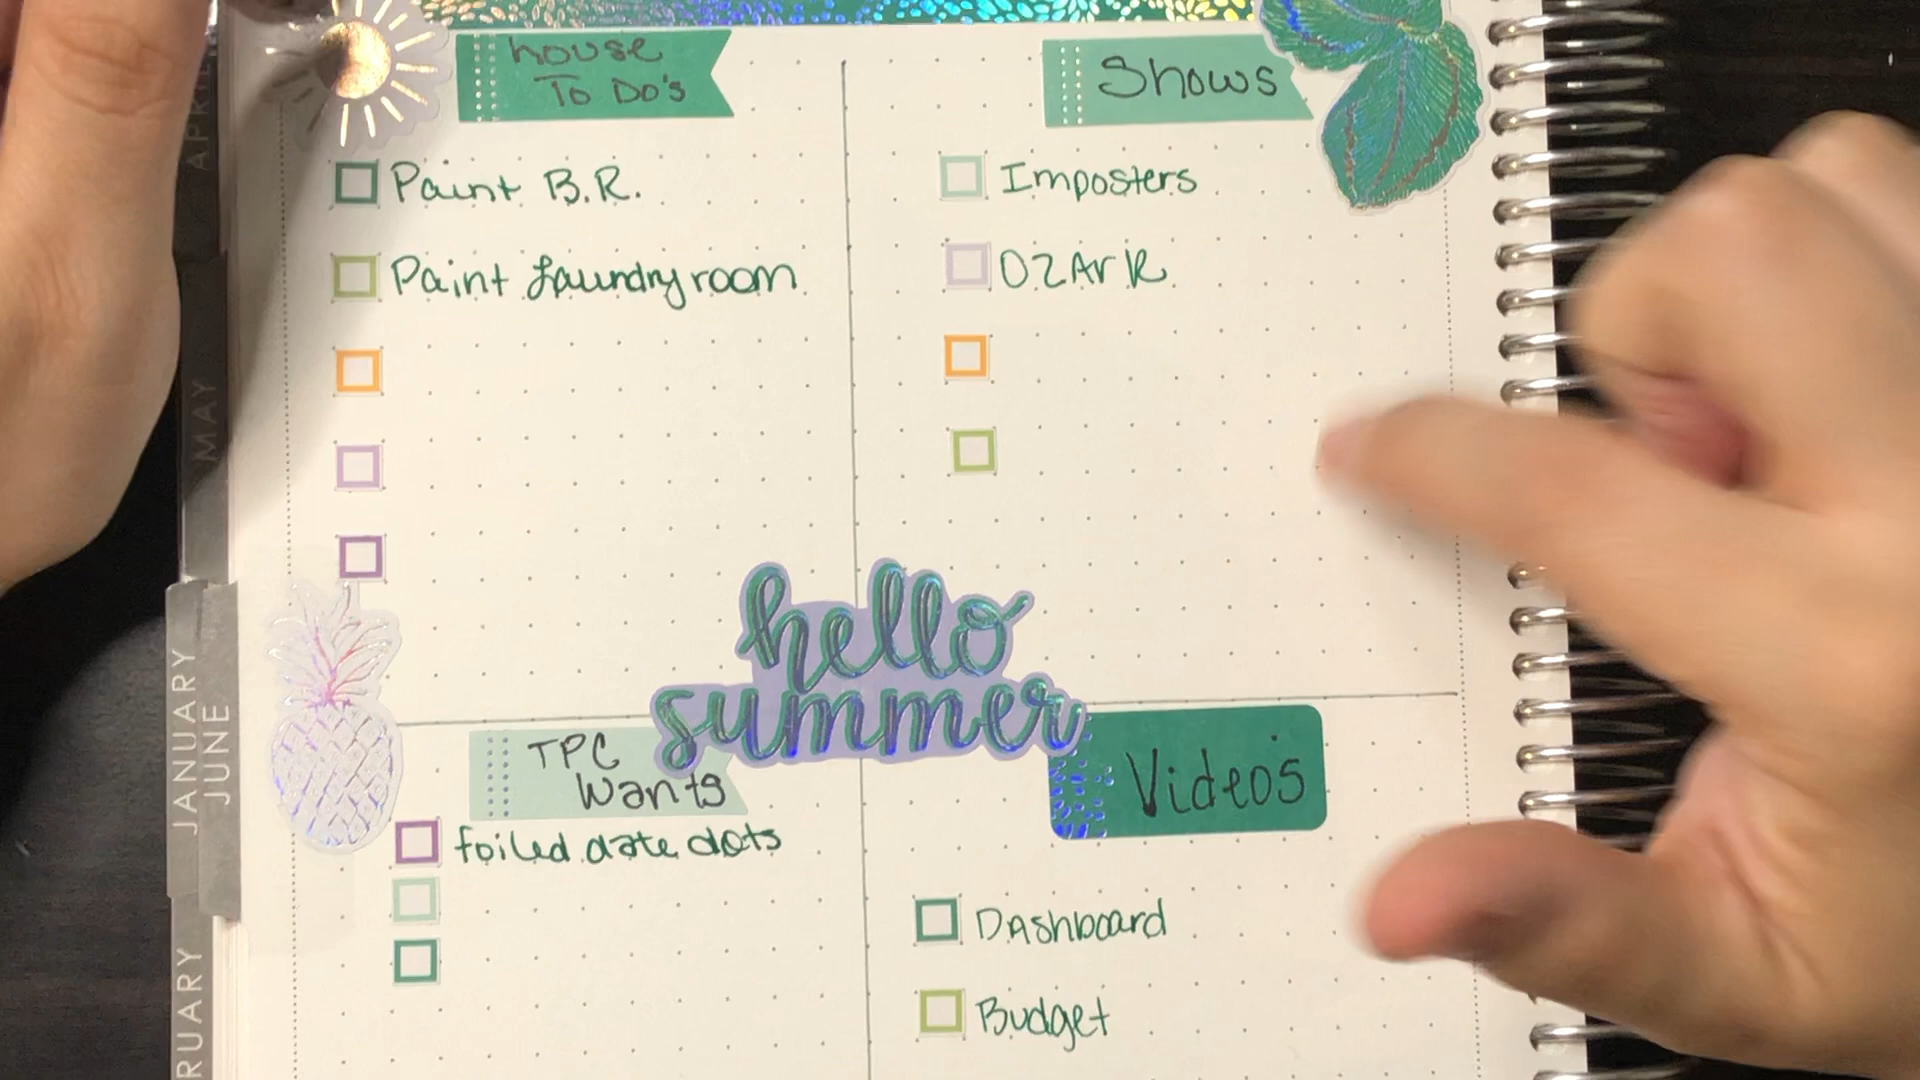 house
To Do's
Paint B.R.
Paint Laundry room
Shows
Imposters
OZArK
hello
summer
TPC
Wants
foiled date dots
Videos
Dashboard
Budget
APRIL
MAY
JANUARY
JUNE
RUARY